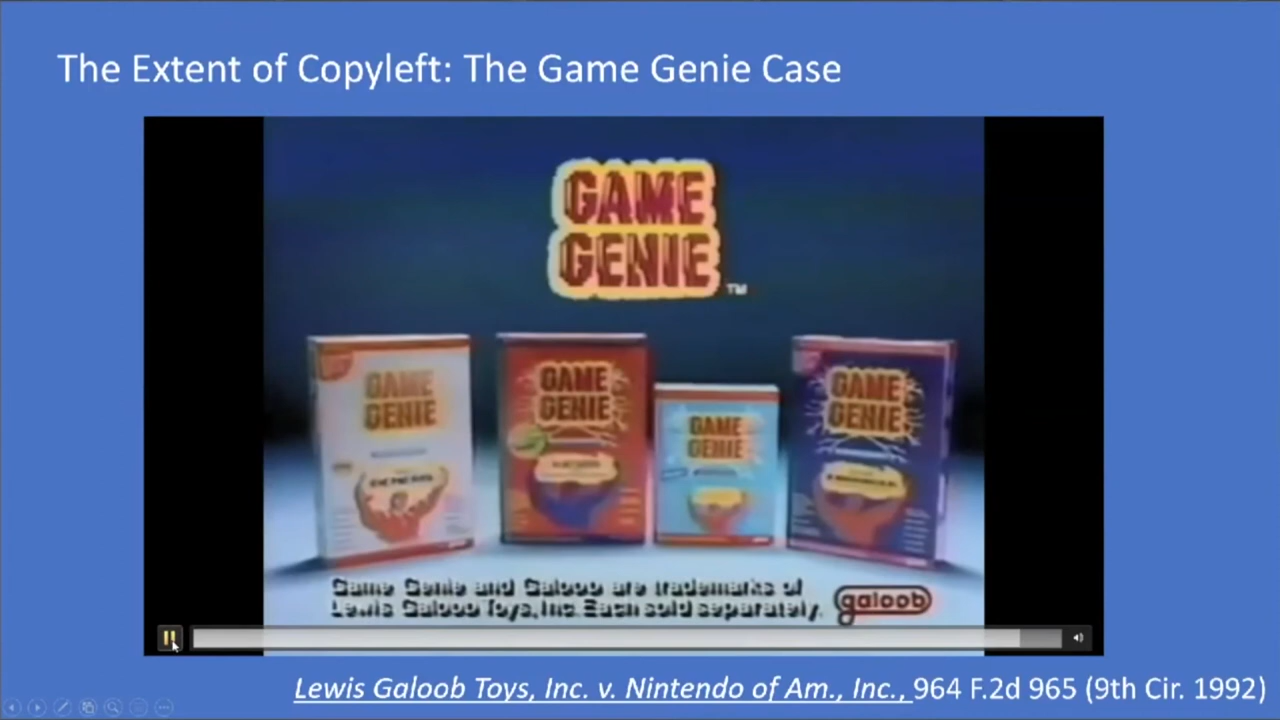 The Extent of Copyleft: The Game Genie Case
GAME
GENIE
TM
GAME
GENIE
GAME
GENIE
GAME
GENIE
GAME
GENIE
Game Genie and Galoob are trademarks of
Lewis Galoob Toys, Inc. Each sold separately.
galoob
Lewis Galoob Toys, Inc. v. Nintendo of Am., Inc., 964 F.2d 965 (9th Cir. 1992)